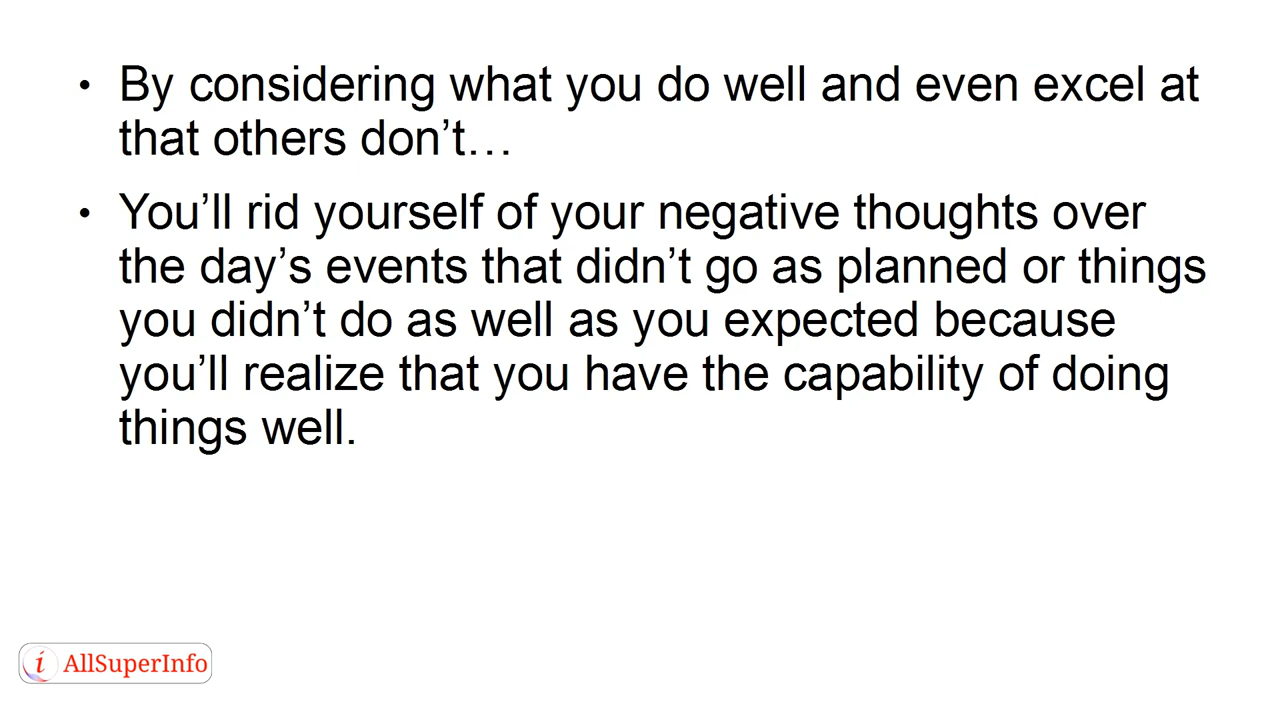 • By considering what you do well and even excel at
that others don’t…
• You’ll rid yourself of your negative thoughts over
the day’s events that didn’t go as planned or things
you didn’t do as well as you expected because
you’ll realize that you have the capability of doing
things well.
i AllSuperInfo